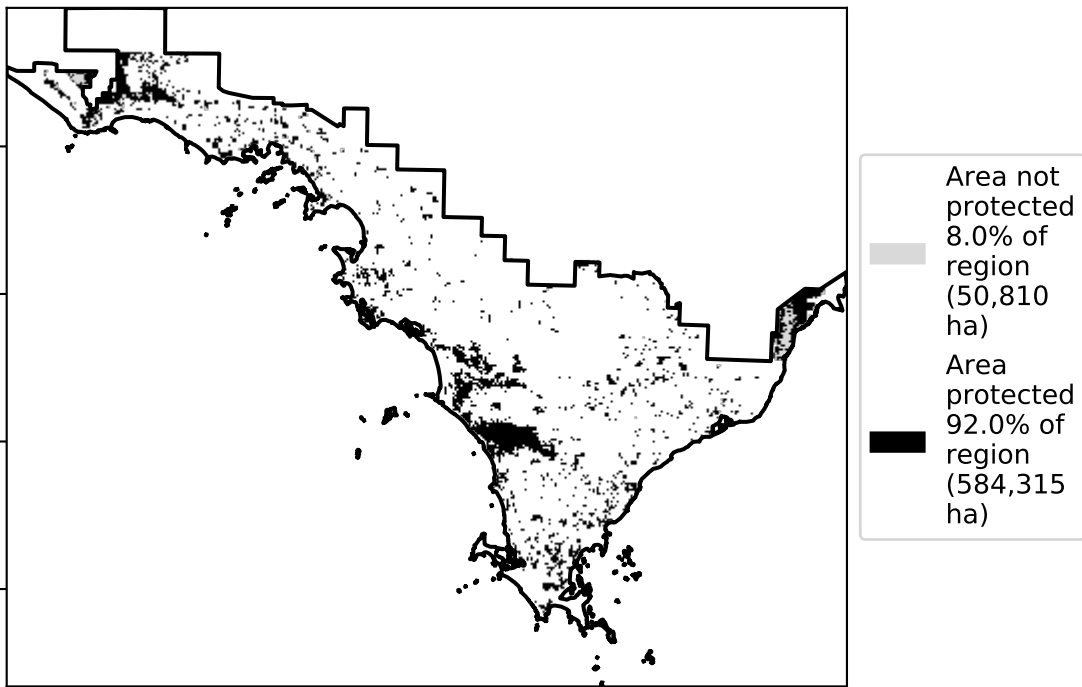 Area not
protected
8.0% of
region
(50,810
ha)
Area
protected
92.0% of
region
(584,315
ha)